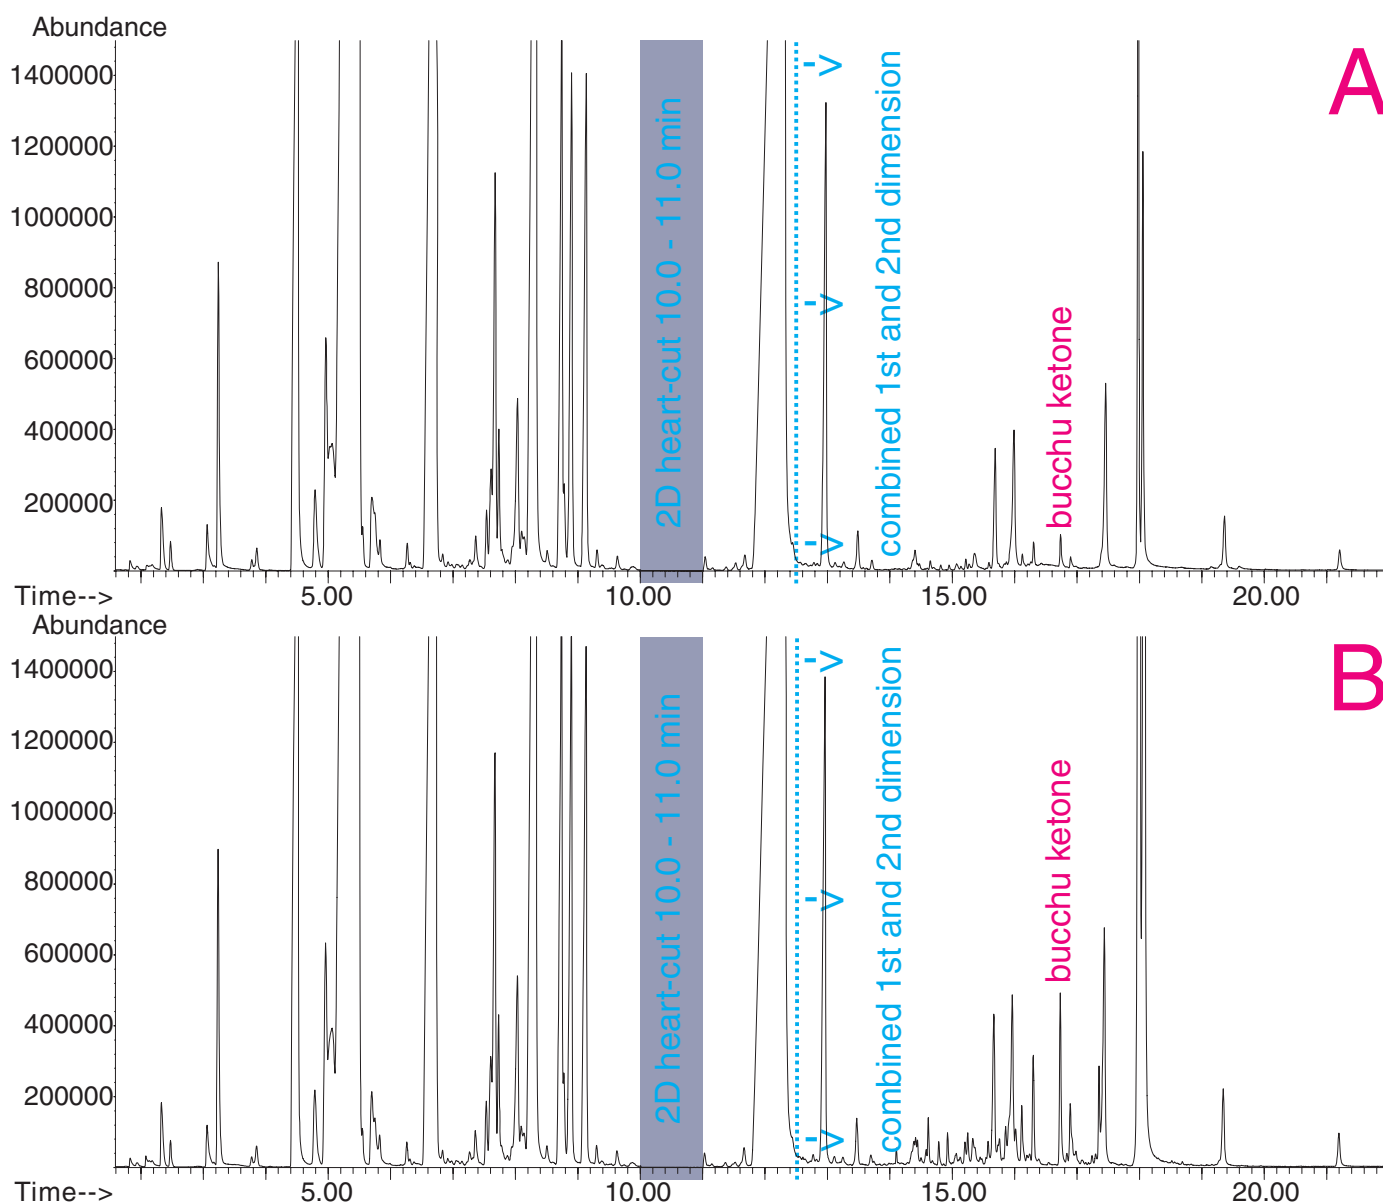 Abundance
A
1400000
1200000
1000000
800000
600000
400000
200000
2D heart-cut 10.0 - 11.0 min
combined 1st and 2nd dimension
bucchu ketone
Time--> 5.00 10.00 15.00 20.00
Abundance
B
1400000
1200000
1000000
800000
600000
400000
200000
2D heart-cut 10.0 - 11.0 min
combined 1st and 2nd dimension
bucchu ketone
Time--> 5.00 10.00 15.00 20.00